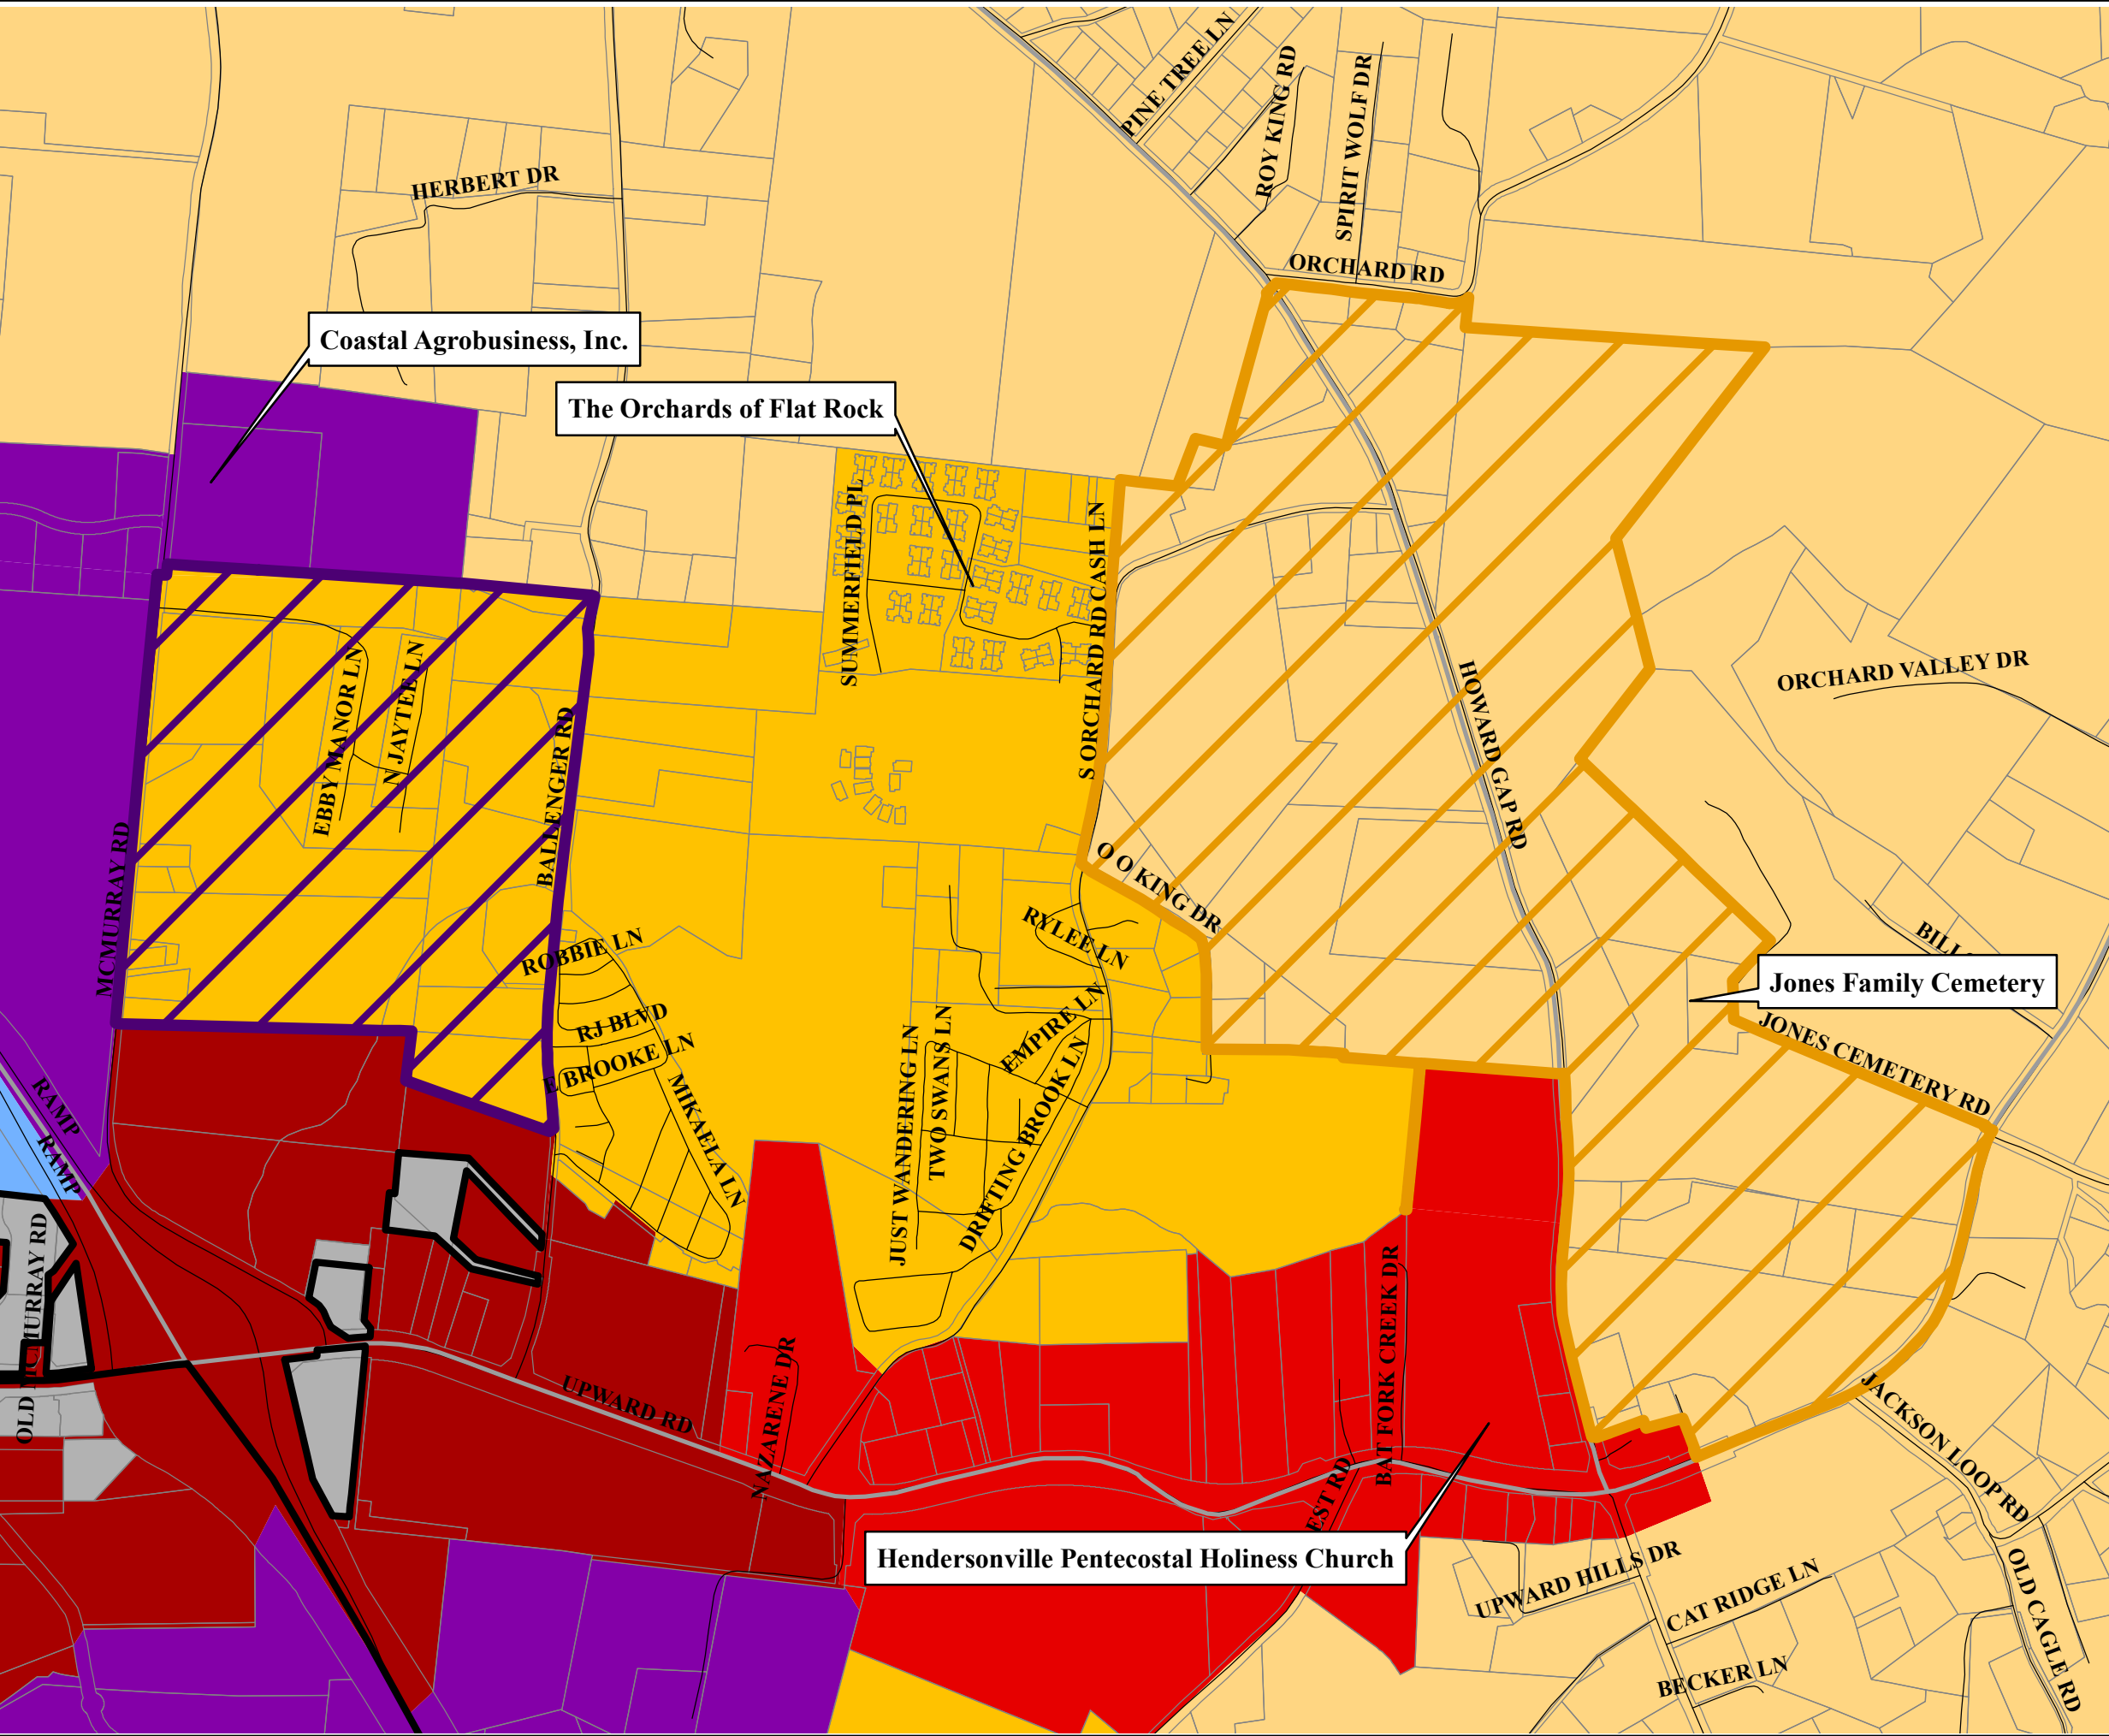 PINE TREE LN
ROY KING RD
SPIRIT WOLF DR
HERBERT DR
ORCHARD RD
Coastal Agrobusiness, Inc.
The Orchards of Flat Rock
SUMMERFIELD PL
S ORCHARD RD
CASH LN
ORCHARD VALLEY DR
HOWARD GAP RD
EBBY MANOR LN
N JAYTEE LN
BALLENGER RD
MCMURRAY RD
O O KING DR
RYLEE LN
ROBBIE LN
Jones Family Cemetery
JONES CEMETERY RD
RJ BLVD
E BROOKE LN
MIKAELA LN
EMPIRE LN
JUST WANDERING LN
TWO SWANS LN
DRIFTING BROOK LN
RAMP
RAMP
OLD MCMURRAY RD
UPWARD RD
NAZARENE DR
BAT FORK CREEK DR
JACKSON LOOP RD
Hendersonville Pentecostal Holiness Church
UPWARD HILLS DR
CAT RIDGE LN
BECKER LN
OLD CAGLE RD